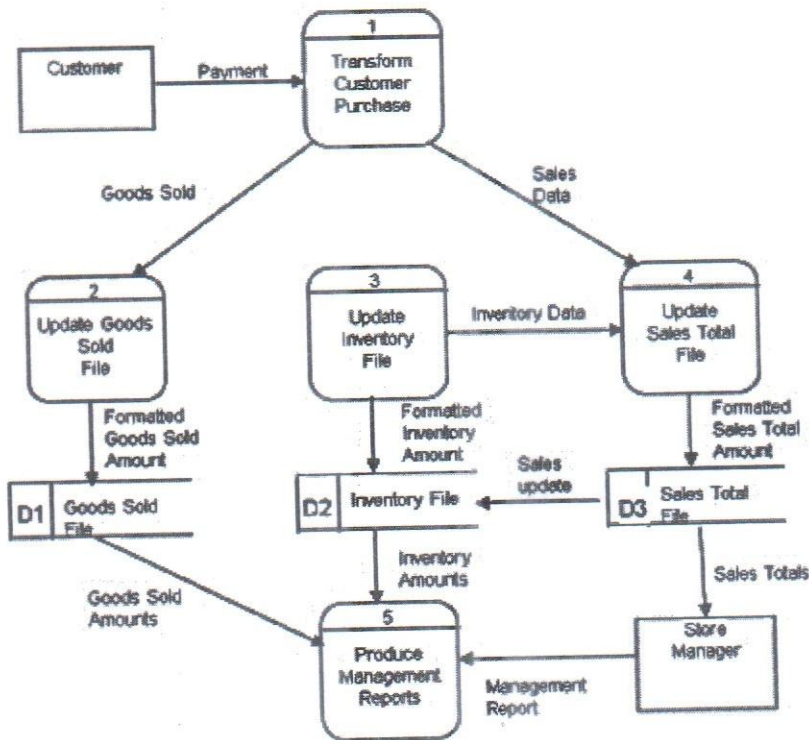 1
Transform
Customer
Purchase
Customer
Payment
Goods Sold
Sales
Data
2
Update Goods
Sold
File
3
Update
Inventory
File
Inventory Data
4
Update
Sales Total
File
Formatted
Goods Sold
Amount
Formatted
Inventory
Amount
Formatted
Sales Total
Amount
D1
Goods Sold
File
D2
Inventory File
Sales
update
D3
Sales Total
File
Goods Sold
Amounts
Inventory
Amounts
Sales Totals
5
Produce
Management
Reports
Management
Report
Store
Manager